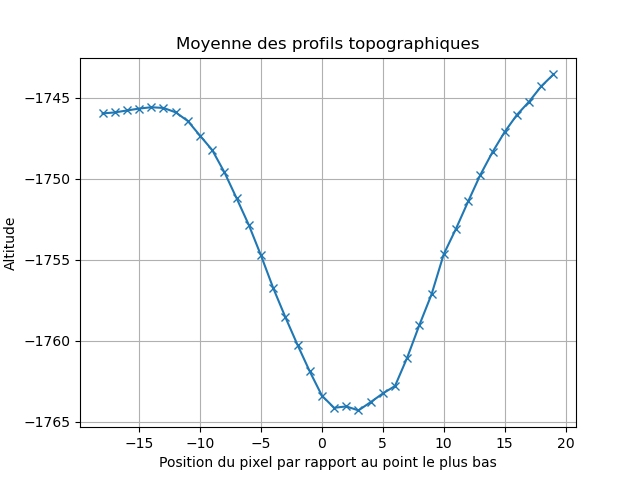 Moyenne des profils topographiques
Altitude
−1745
−1750
−1755
−1760
−1765
−15 −10 −5 0 5 10 15 20
Position du pixel par rapport au point le plus bas